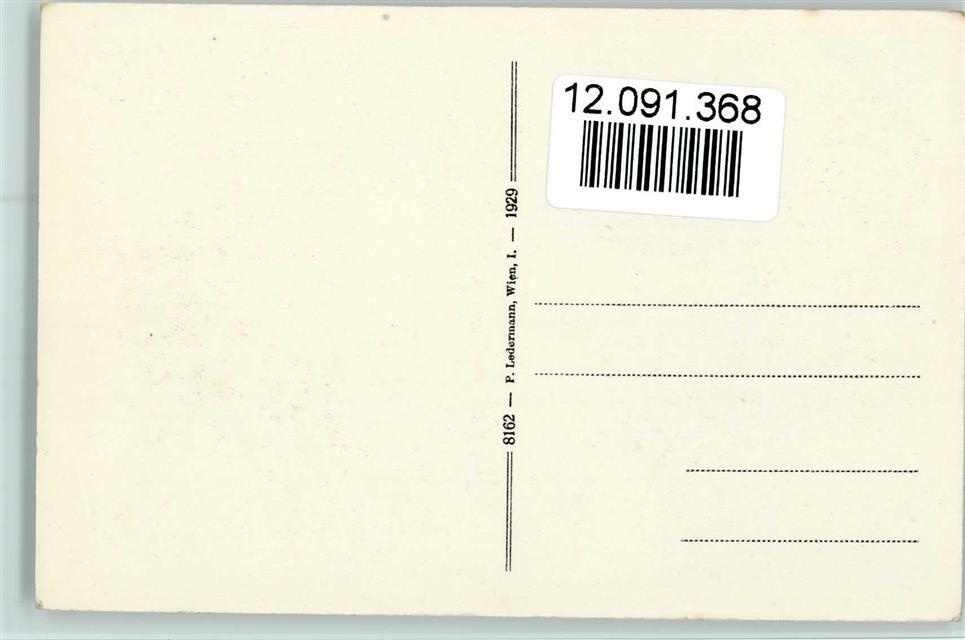 12.091.368
8162 — P. Ledermann, Wien, I. — 1929